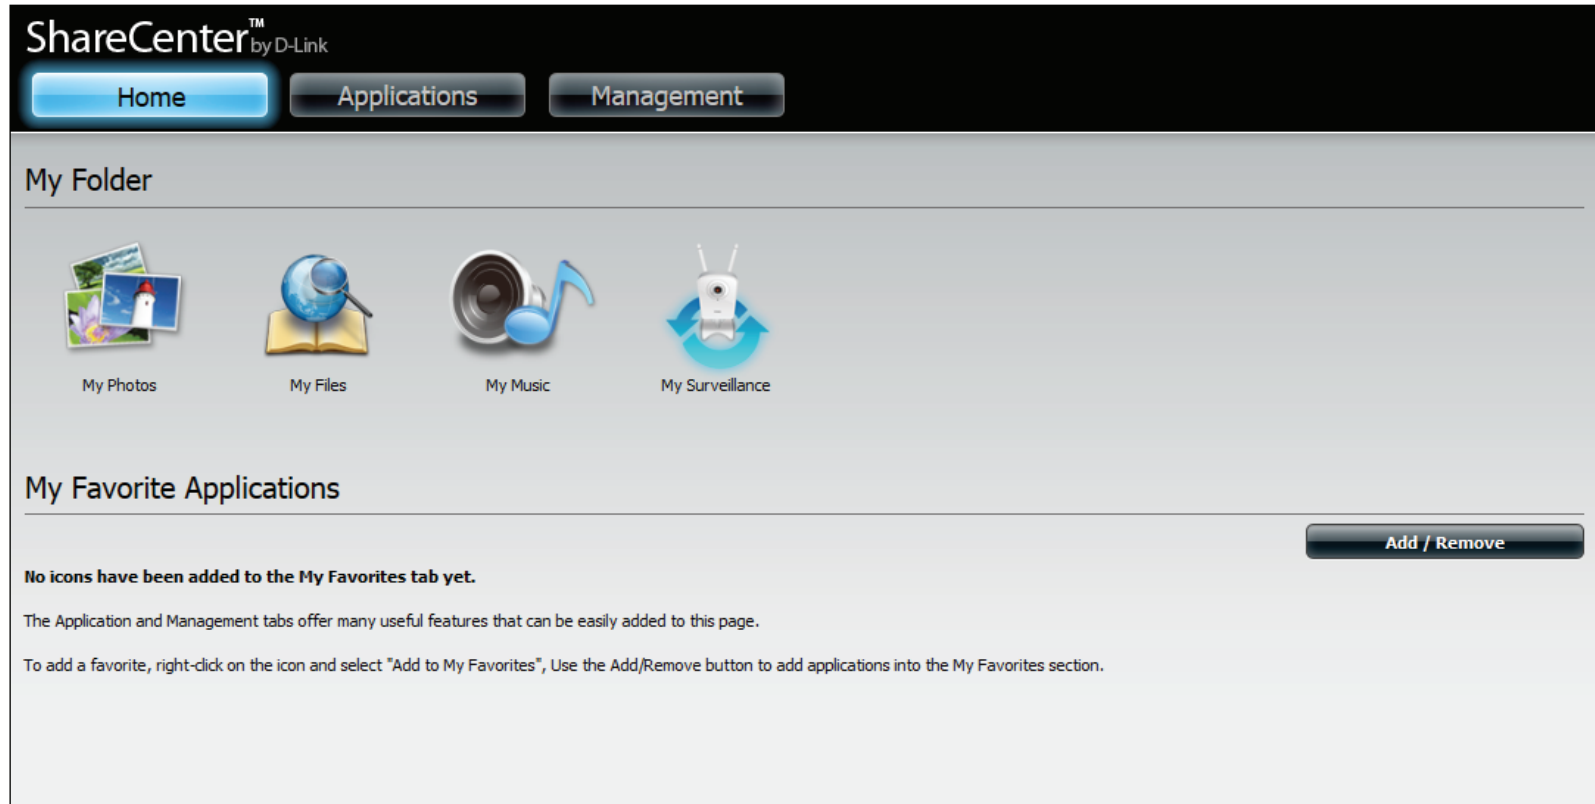 ShareCenter™ by D-Link
Home Applications Management
My Folder
My Photos My Files My Music My Surveillance
My Favorite Applications
Add / Remove
No icons have been added to the My Favorites tab yet.
The Application and Management tabs offer many useful features that can be easily added to this page.
To add a favorite, right-click on the icon and select "Add to My Favorites", Use the Add/Remove button to add applications into the My Favorites section.